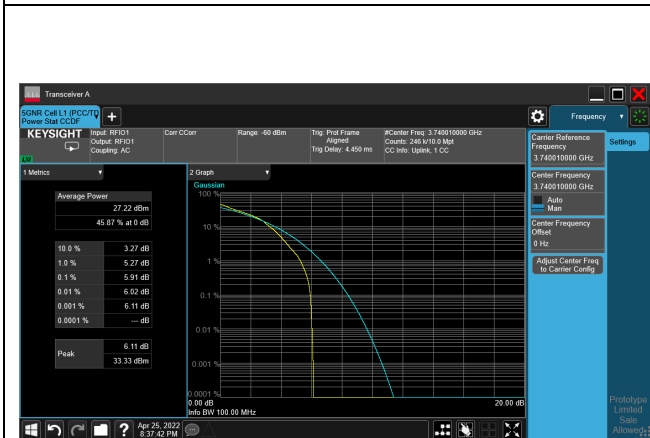 Transceiver A
5GNR Cell L1 (PCC/TD
Power Stat CCDF
+
Frequency
KEYSIGHT
LXI
Input: RFIO1
Output: RFIO1
Coupling: AC
Corr CCorr
Range: -60 dBm
Trig: Prot Frame
Aligned
Trig Delay: 4.450 ms
#Center Freq: 3.740010000 GHz
Counts: 246 k/10.0 Mpt
CC Info: Uplink, 1 CC
Carrier Reference
Frequency
3.740010000 GHz
Settings
Center Frequency
3.740010000 GHz
Auto
Man
Center Frequency
Offset
0 Hz
Adjust Center Freq
to Carrier Config
1 Metrics
Average Power
27.22 dBm
45.87 % at 0 dB
10.0 % 3.27 dB
1.0 % 5.27 dB
0.1 % 5.91 dB
0.01 % 6.02 dB
0.001 % 6.11 dB
0.0001 % --- dB
Peak
6.11 dB
33.33 dBm
2 Graph
Gaussian
100 %
10 %
1 %
0.1 %
0.01 %
0.001 %
0.0001 %
0.00 dB 20.00 dB
Info BW 100.00 MHz
Prototype
Limited
Sale
Allowed
?
Apr 25, 2022
8:37:42 PM